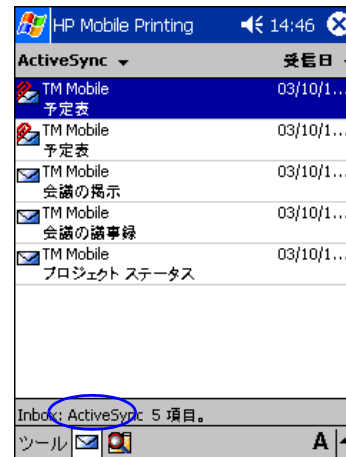 HP Mobile Printing 14:46
ActiveSync 受信日
TM Mobile 03/10/1...
予定表
TM Mobile 03/10/1...
予定表
TM Mobile 03/10/1...
会議の掲示
TM Mobile 03/10/1...
会議の議事録
TM Mobile 03/10/1...
プロジェクト ステータス
Inbox: ActiveSync 5 項目。
ツール A